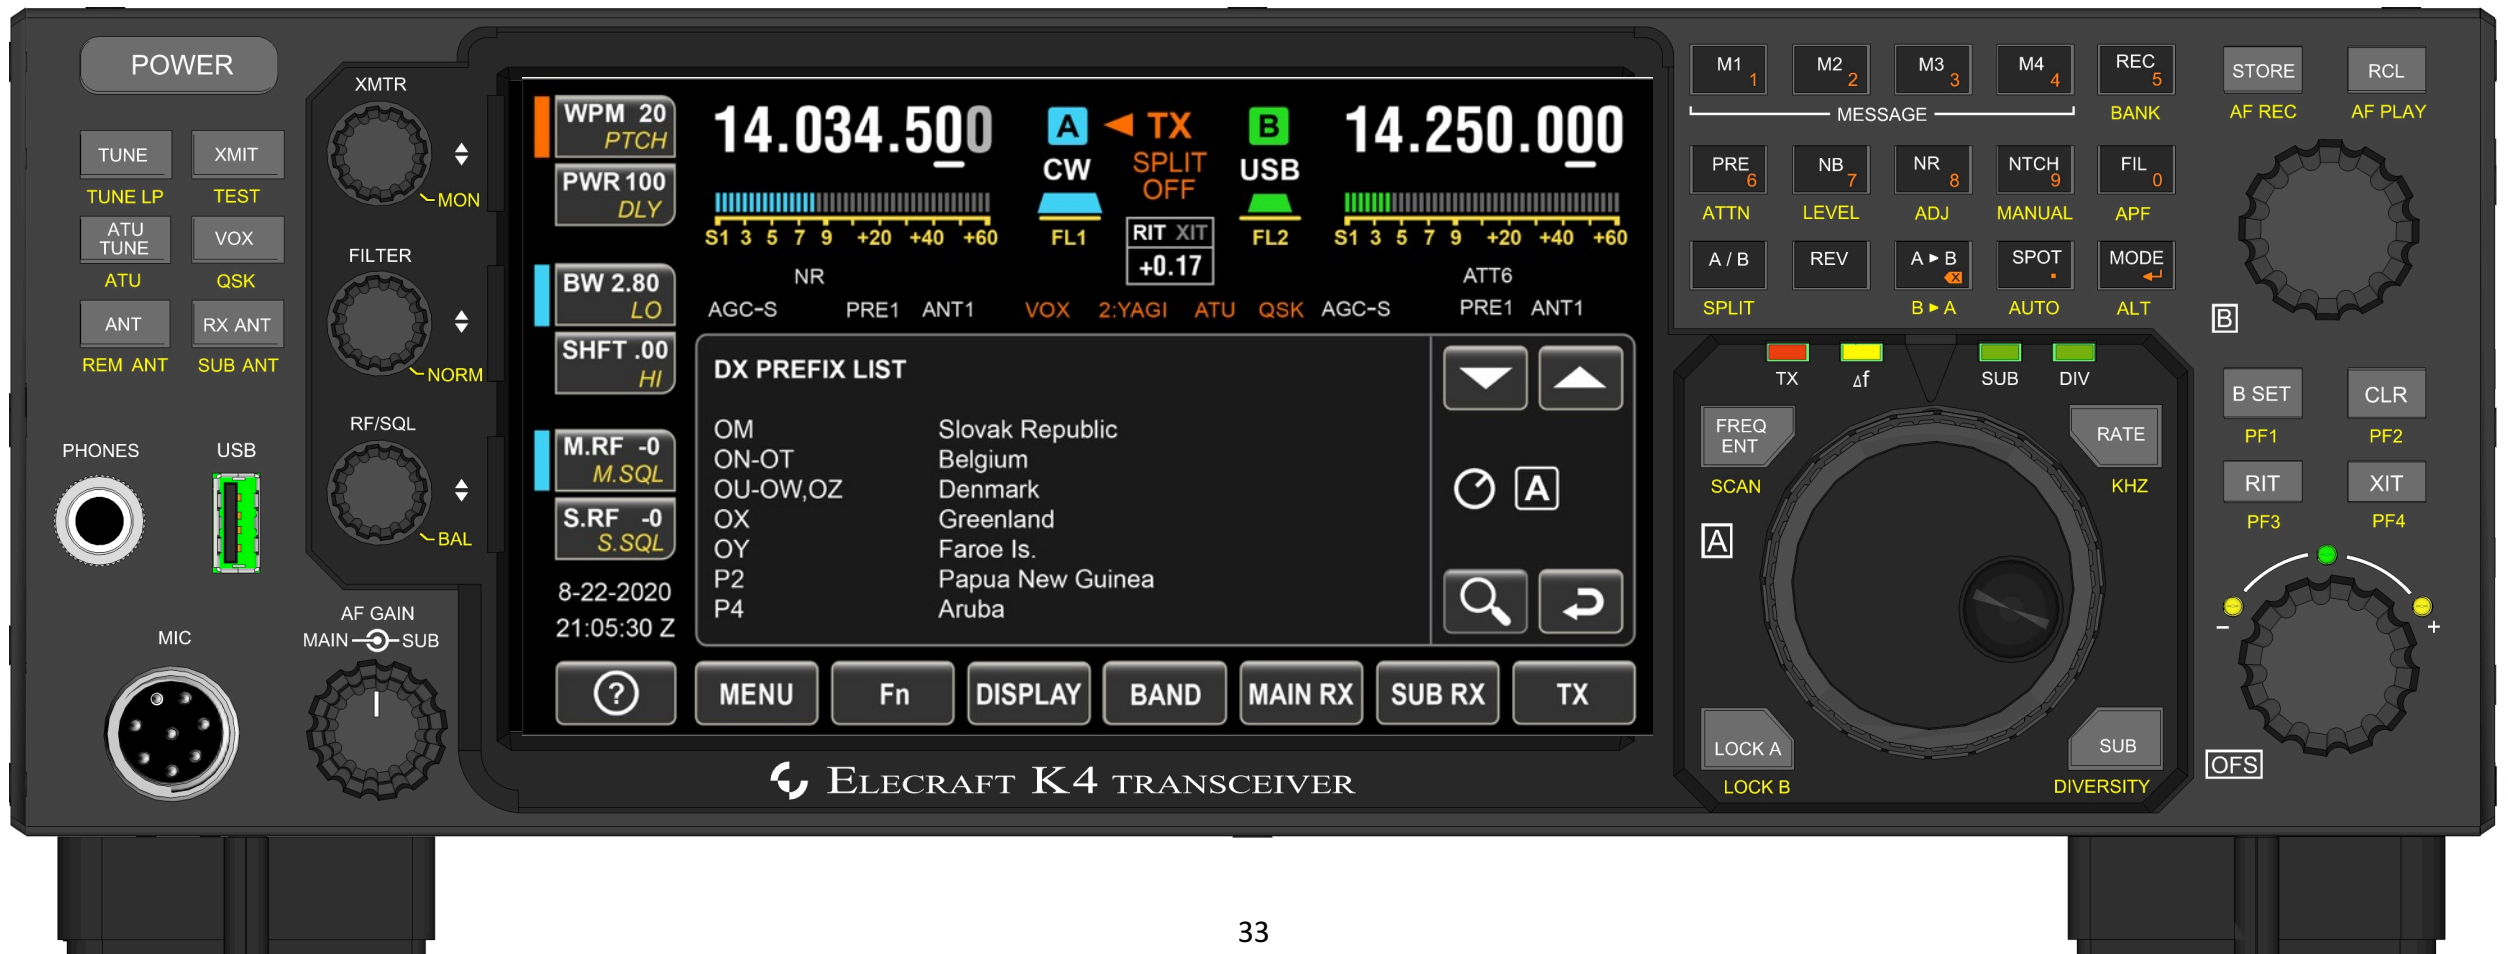 POWER
TUNE
XMIT
TUNE LP
TEST
ATU
TUNE
VOX
ATU
QSK
ANT
RX ANT
REM ANT
SUB ANT
PHONES
USB
MIC
XMTR
MON
FILTER
NORM
RF/SQL
BAL
AF GAIN
MAIN
SUB
WPM 20
PTCH
PWR 100
DLY
BW 2.80
LO
SHFT .00
HI
M.RF -0
M.SQL
S.RF -0
S.SQL
8-22-2020
21:05:30 Z
14.034.500
A
TX
B
14.250.000
CW
SPLIT
OFF
USB
S1 3 5 7 9 +20 +40 +60
FL1
RIT XIT
+0.17
FL2
S1 3 5 7 9 +20 +40 +60
NR
ATT6
AGC-S
PRE1
ANT1
VOX
2:YAGI
ATU
QSK
AGC-S
PRE1
ANT1
DX PREFIX LIST
OM Slovak Republic
ON-OT Belgium
OU-OW,OZ Denmark
OX Greenland
OY Faroe Is.
P2 Papua New Guinea
P4 Aruba
A
?
MENU
Fn
DISPLAY
BAND
MAIN RX
SUB RX
TX
ELECRAFT K4 TRANSCEIVER
M1 1
M2 2
M3 3
M4 4
REC 5
MESSAGE
BANK
PRE 6
NB 7
NR 8
NTCH 9
FIL 0
ATTN
LEVEL
ADJ
MANUAL
APF
A / B
REV
A ▸ B
SPOT .
MODE
SPLIT
B ▸ A
AUTO
ALT
TX
Δf
SUB
DIV
FREQ
ENT
RATE
SCAN
KHZ
A
LOCK A
SUB
LOCK B
DIVERSITY
STORE
RCL
AF REC
AF PLAY
B
B SET
CLR
PF1
PF2
RIT
XIT
PF3
PF4
−
+
OFS
33